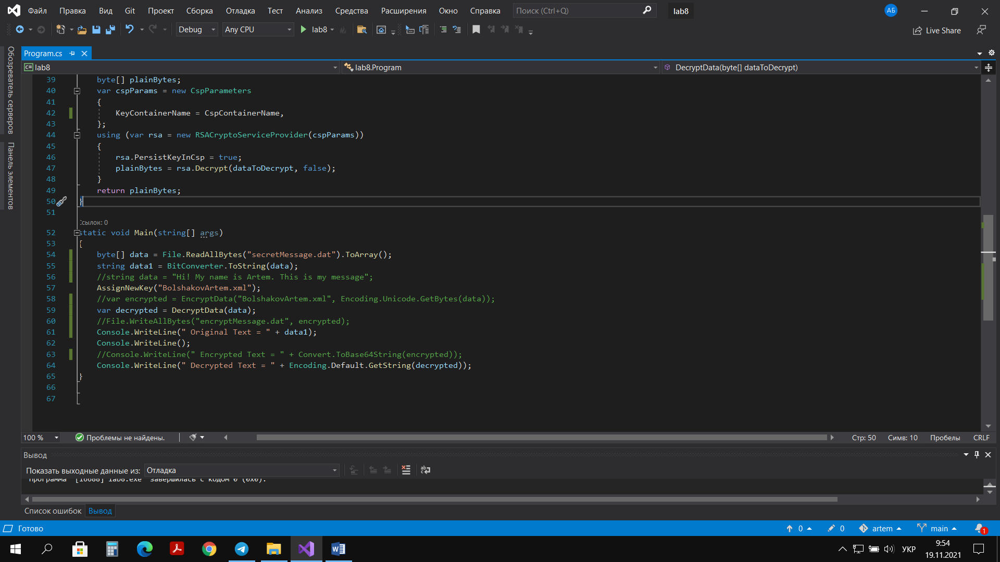 Файл Правка Вид Git Проект Сборка Отладка Тест Анализ Средства Расширения Окно Справка Поиск (Ctrl+Q) lab8 АБ
Debug Any CPU lab8 Live Share
Обозреватель серверов
Панель элементов
Program.cs
C# lab8 lab8.Program DecryptData(byte[] dataToDecrypt)
39 byte[] plainBytes;
40 var cspParams = new CspParameters
41 {
42 KeyContainerName = CspContainerName,
43 };
44 using (var rsa = new RSACryptoServiceProvider(cspParams))
45 {
46 rsa.PersistKeyInCsp = true;
47 plainBytes = rsa.Decrypt(dataToDecrypt, false);
48 }
49 return plainBytes;
50 }
51
Ссылок: 0
52 static void Main(string[] args)
53 {
54 byte[] data = File.ReadAllBytes("secretMessage.dat").ToArray();
55 string data1 = BitConverter.ToString(data);
56 //string data = "Hi! My name is Artem. This is my message";
57 AssignNewKey("BolshakovArtem.xml");
58 //var encrypted = EncryptData("BolshakovArtem.xml", Encoding.Unicode.GetBytes(data));
59 var decrypted = DecryptData(data);
60 //File.WriteAllBytes("encryptMessage.dat", encrypted);
61 Console.WriteLine(" Original Text = " + data1);
62 Console.WriteLine();
63 //Console.WriteLine(" Encrypted Text = " + Convert.ToBase64String(encrypted));
64 Console.WriteLine(" Decrypted Text = " + Encoding.Default.GetString(decrypted));
65 }
66
67
100 % Проблемы не найдены. Стр: 50 Симв: 10 Пробелы CRLF
Вывод
Показать выходные данные из: Отладка
Программа "[16688] lab8.exe" завершилась с кодом 0 (0x0).
Список ошибок Вывод
Готово 0 0 artem main 1
УКР 9:54
19.11.2021